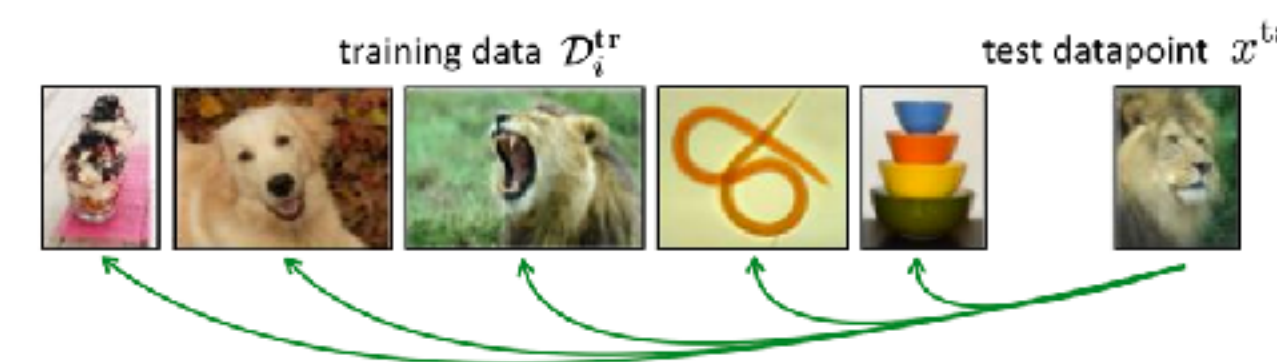 training data 𝒟ᵢᵗʳ
test datapoint x